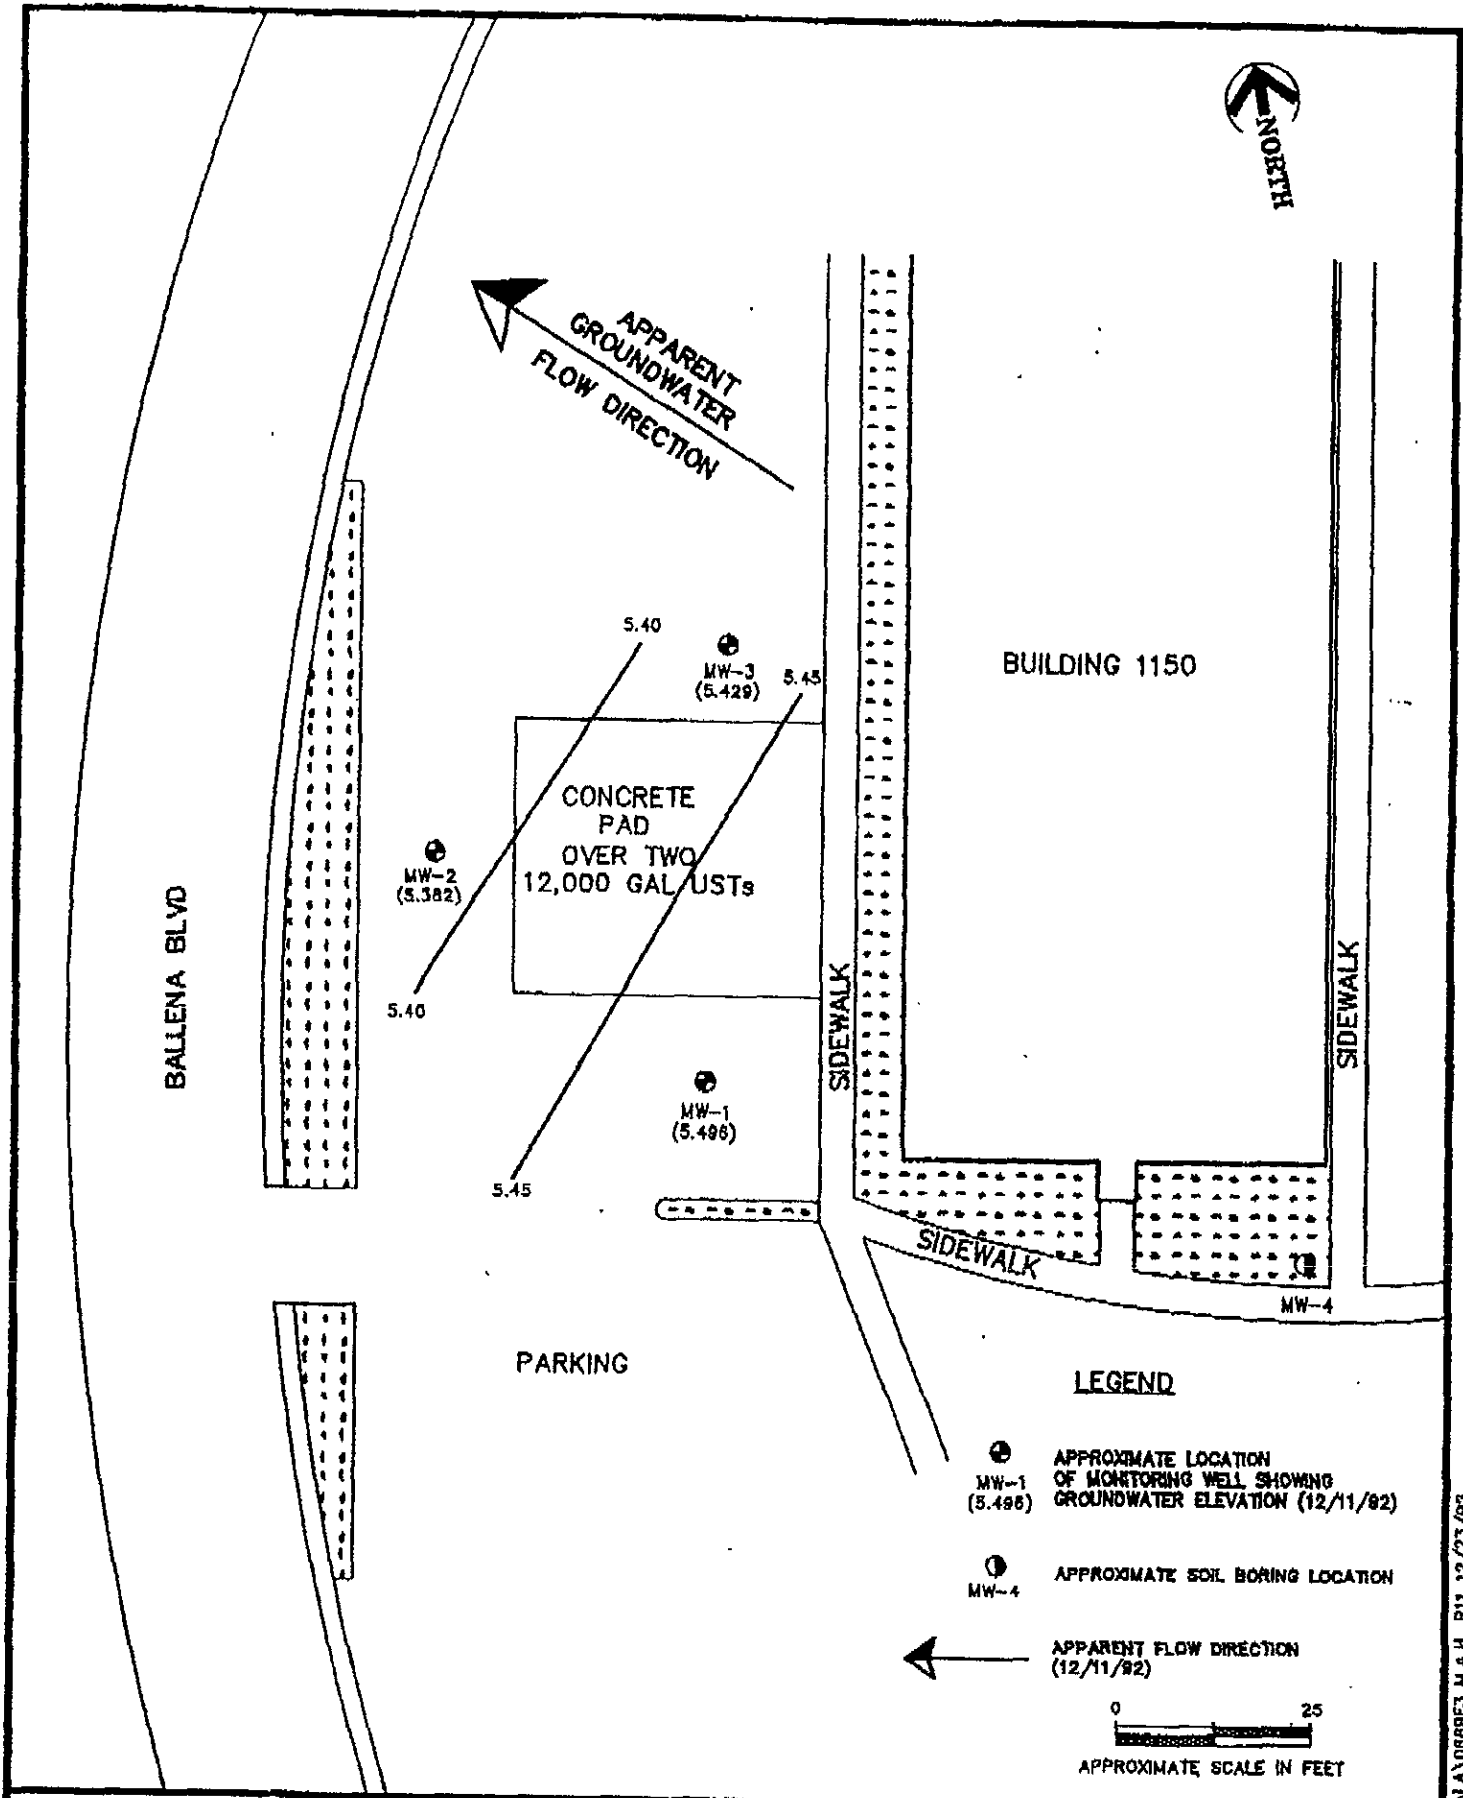 NORTH
APPARENT
GROUNDWATER
FLOW DIRECTION
5.40
MW-3
(5.429)
5.45
BUILDING 1150
CONCRETE
PAD
OVER TWO
12,000 GAL USTs
MW-2
(5.382)
BALLENA BLVD
5.40
SIDEWALK
SIDEWALK
MW-1
(5.496)
5.45
SIDEWALK
MW-4
PARKING
LEGEND
MW-1
(5.496)
APPROXIMATE LOCATION
OF MONITORING WELL SHOWING
GROUNDWATER ELEVATION (12/11/92)
MW-4
APPROXIMATE SOIL BORING LOCATION
APPARENT FLOW DIRECTION
(12/11/92)
0 25
APPROXIMATE SCALE IN FEET